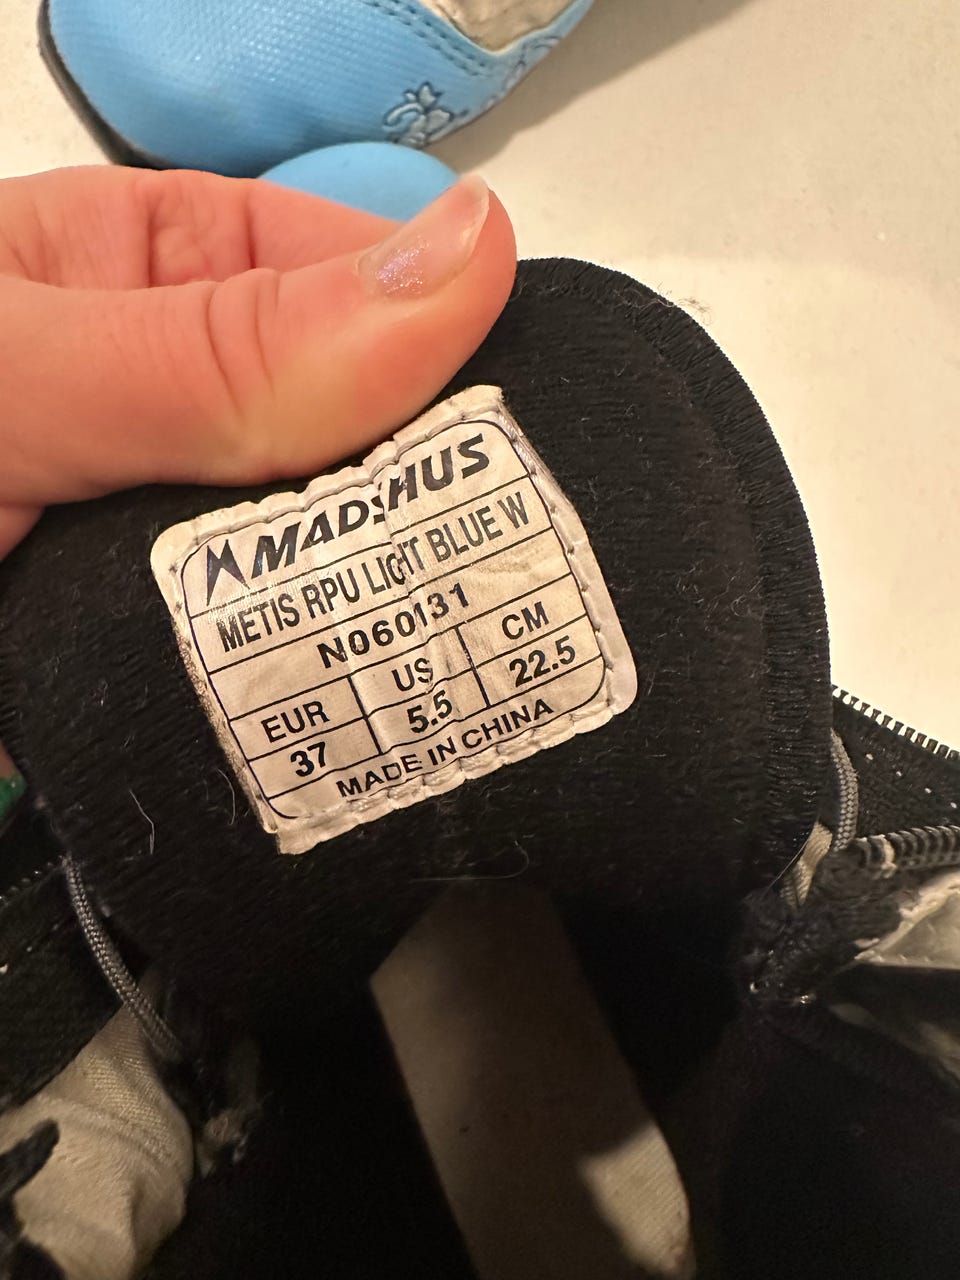 MADSHUS
METIS RPU LIGHT BLUE W
N060131
EUR US CM
37 5.5 22.5
MADE IN CHINA